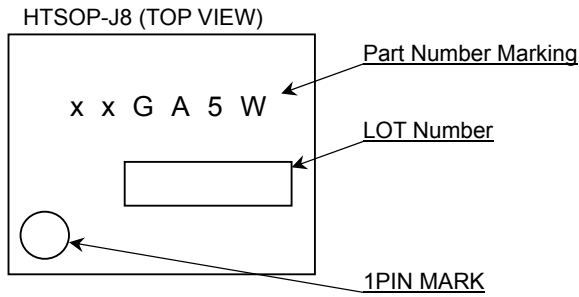 HTSOP-J8 (TOP VIEW)
Part Number Marking
x x G A 5 W
LOT Number
1PIN MARK